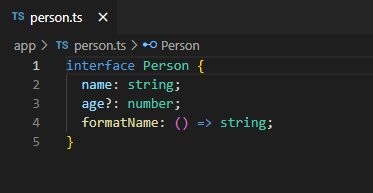 TS person.ts ×
app > TS person.ts > Person
1 interface Person {
2   name: string;
3   age?: number;
4   formatName: () => string;
5 }